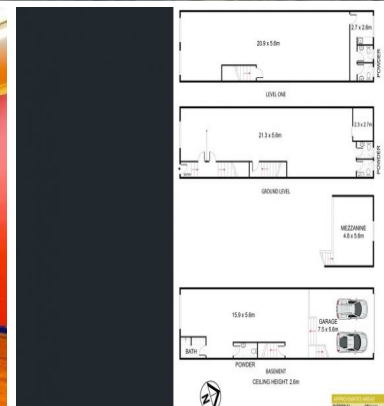 2.7 x 2.6m
20.9 x 5.6m
POWDER
LEVEL ONE
2.3 x 2.7m
21.3 x 5.6m
POWDER
GROUND LEVEL
MEZZANINE
4.8 x 5.6m
15.9 x 5.6m
GARAGE
7.5 x 5.6m
BATH
POWDER
BASEMENT
CEILING HEIGHT 2.6m
N
APPROXIMATE AREAS